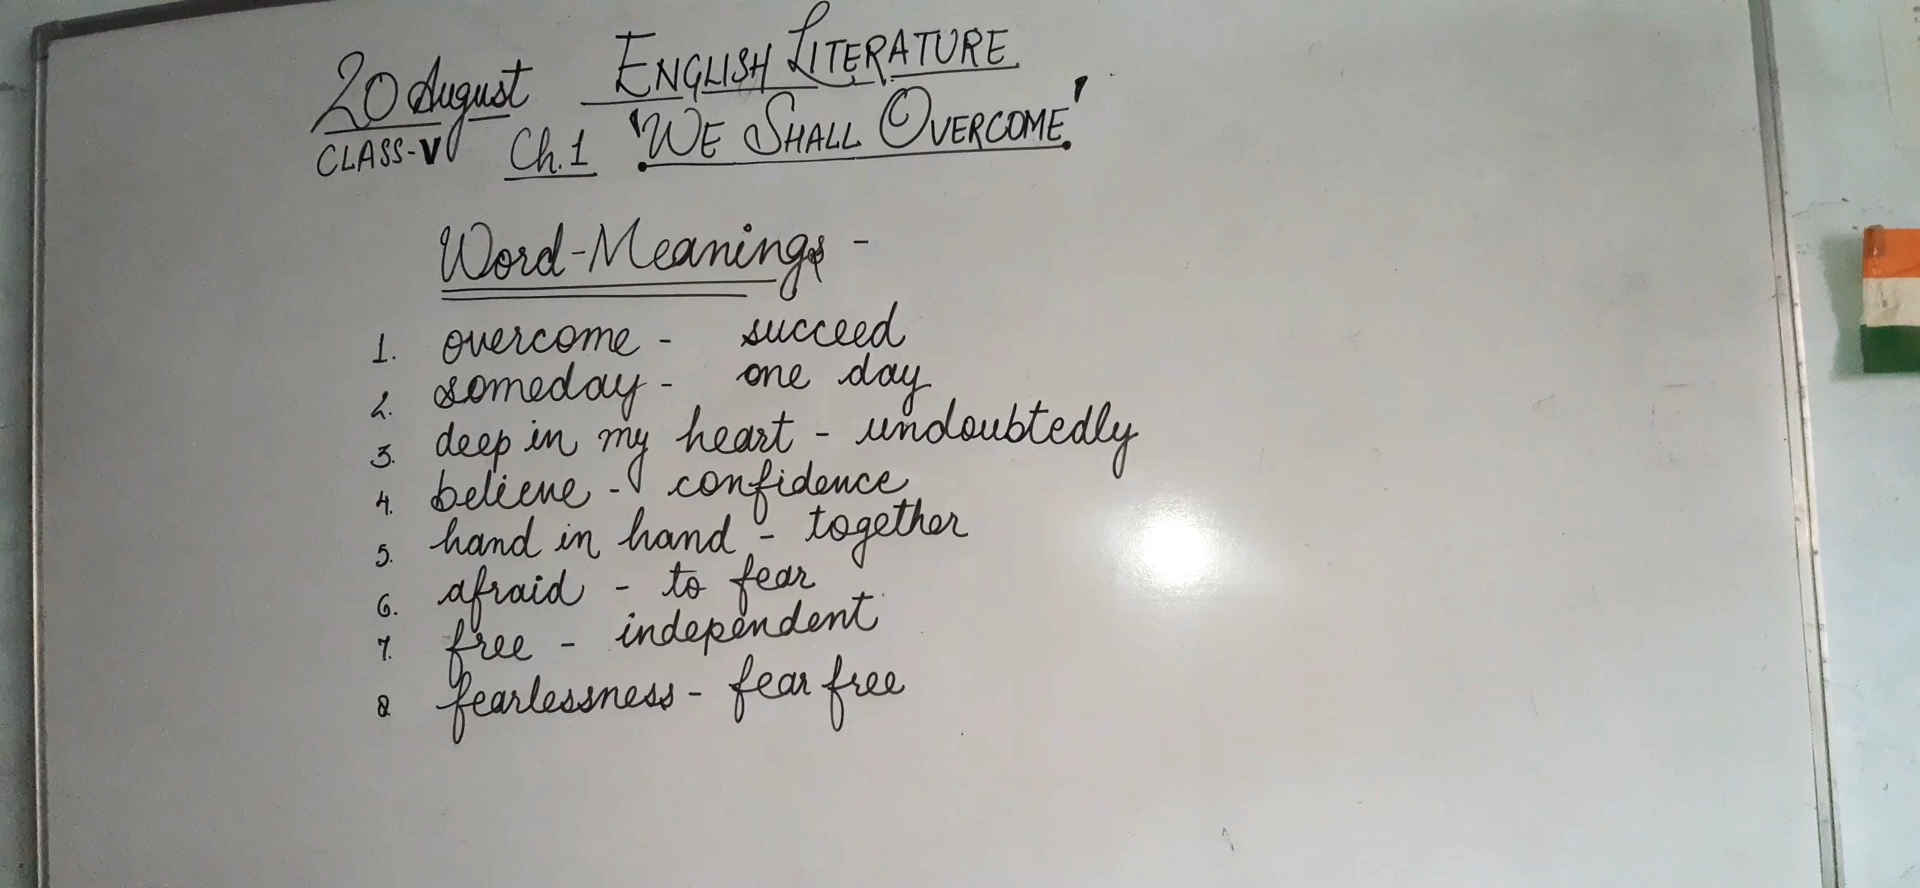 20 August ENGLISH LITERATURE
CLASS-V Ch.1 'WE SHALL OVERCOME'
Word-Meanings -
1. overcome - succeed
2. someday - one day
3. deep in my heart - undoubtedly
4. believe - confidence
5. hand in hand - together
6. afraid - to fear
7. free - independent
8. fearlessness - fear free